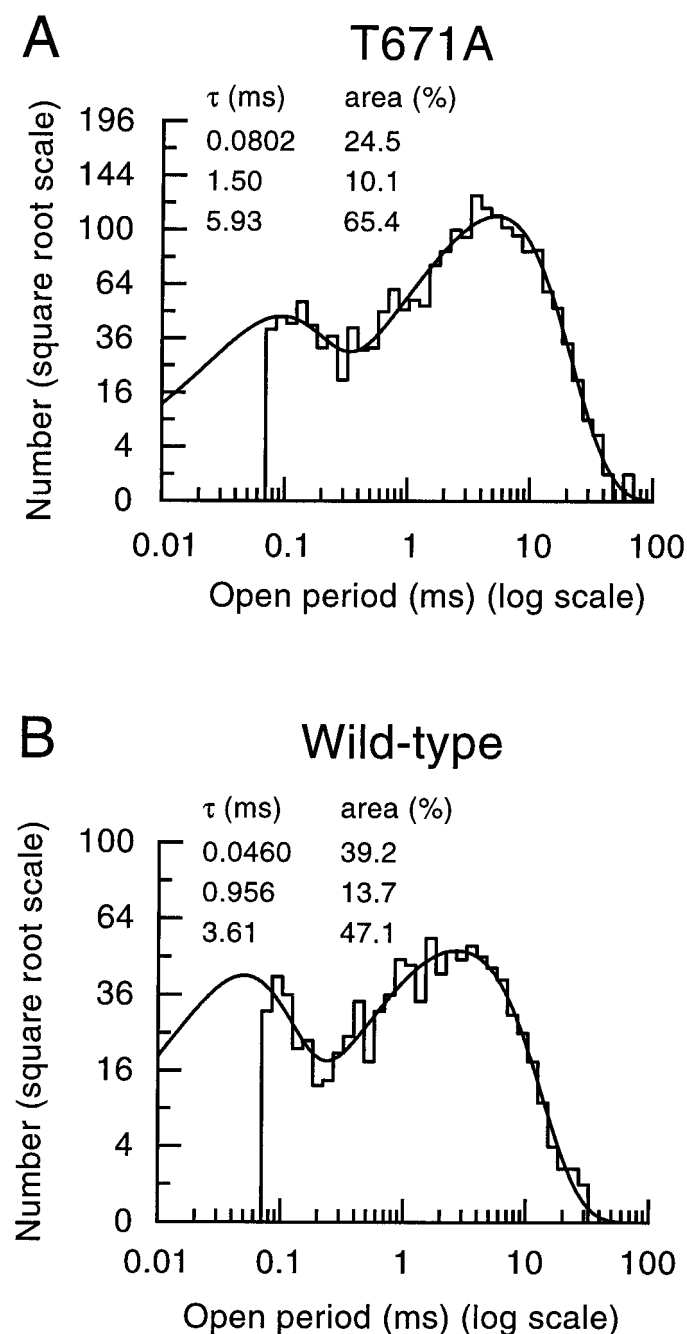 A
T671A
τ (ms) area (%)
0.0802 24.5
1.50 10.1
5.93 65.4
Number (square root scale)
196
144
100
64
36
16
4
0
0.01 0.1 1 10 100
Open period (ms) (log scale)
B
Wild-type
τ (ms) area (%)
0.0460 39.2
0.956 13.7
3.61 47.1
Number (square root scale)
100
64
36
16
4
0
0.01 0.1 1 10 100
Open period (ms) (log scale)